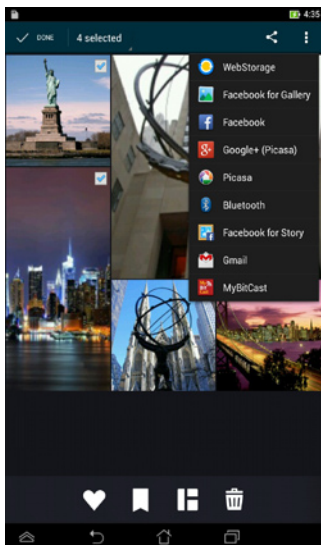 4:35
DONE
4 selected
WebStorage
Facebook for Gallery
Facebook
Google+ (Picasa)
Picasa
Bluetooth
Facebook for Story
Gmail
MyBitCast